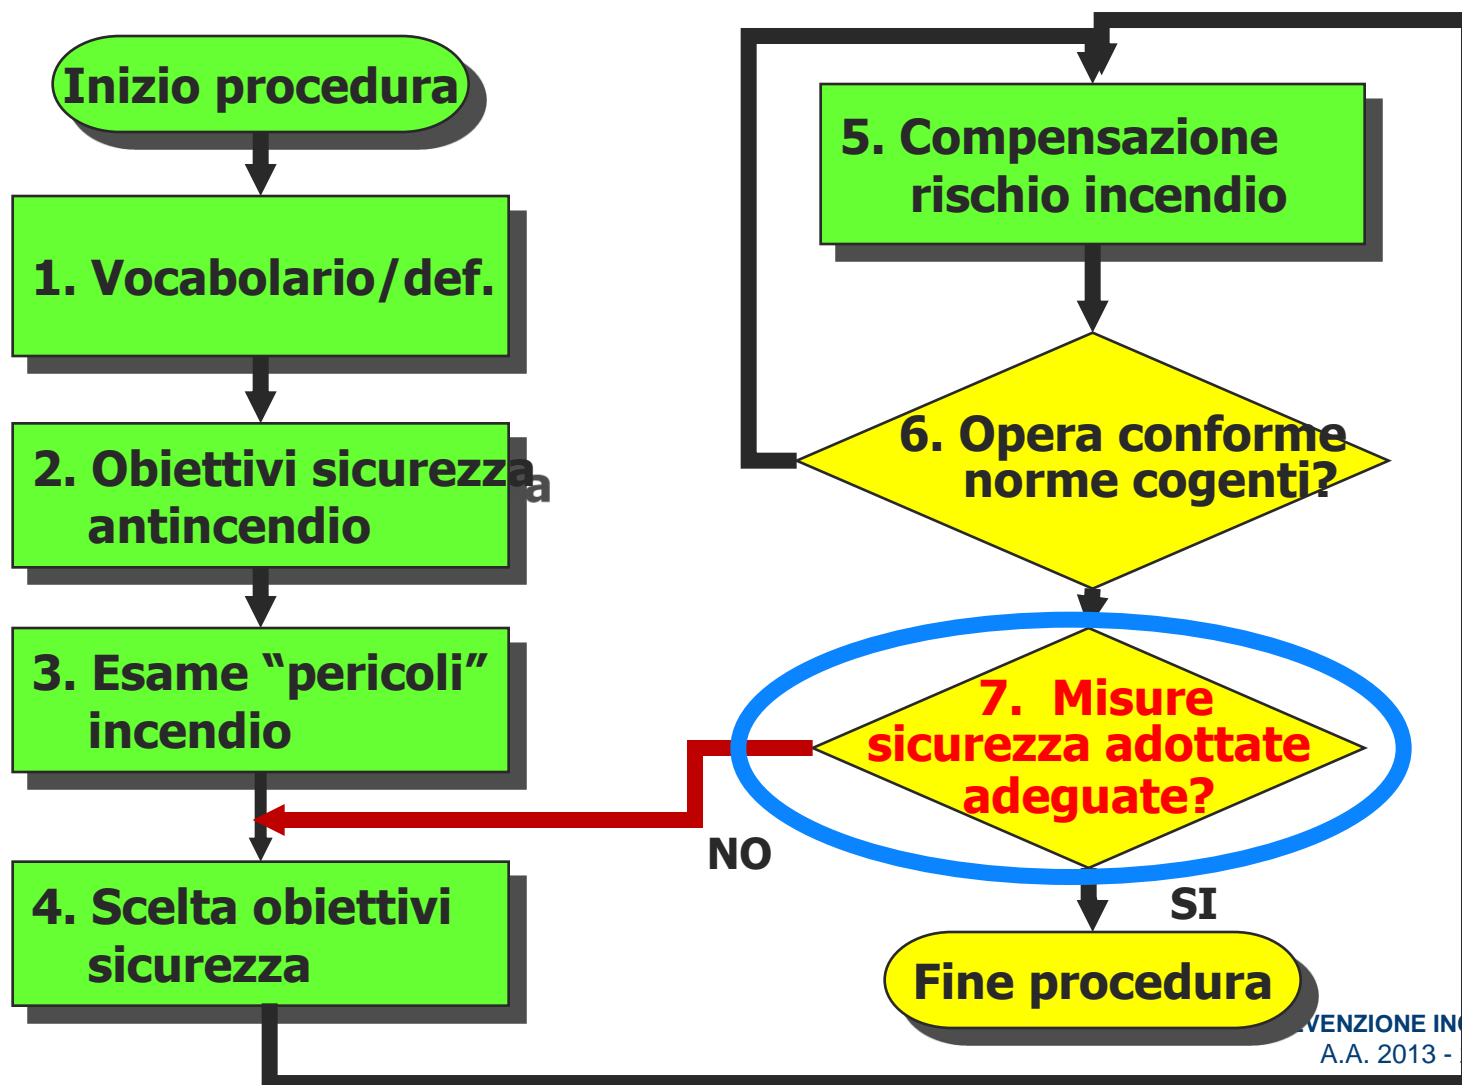 Inizio procedura
1. Vocabolario/def.
2. Obiettivi sicurezza
antincendio
3. Esame “pericoli”
incendio
4. Scelta obiettivi
sicurezza
5. Compensazione
rischio incendio
6. Opera conforme
norme cogenti?
7. Misure
sicurezza adottate
adeguate?
NO
SI
Fine procedura
A.A. 2013 -